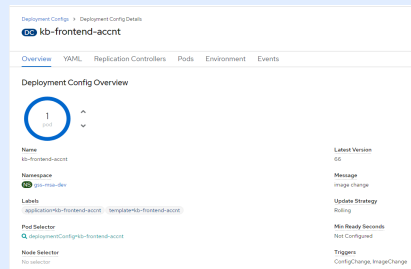 Deployment Configs > Deployment Config Details
DC kb-frontend-accnt
Overview YAML Replication Controllers Pods Environment Events
Deployment Config Overview
1
pod
Name
kb-frontend-accnt
Namespace
NS gss-msa-dev
Labels
application=kb-frontend-accnt template=kb-frontend-accnt
Pod Selector
deploymentConfig=kb-frontend-accnt
Node Selector
No selector
Latest Version
66
Message
image change
Update Strategy
Rolling
Min Ready Seconds
Not Configured
Triggers
ConfigChange, ImageChange